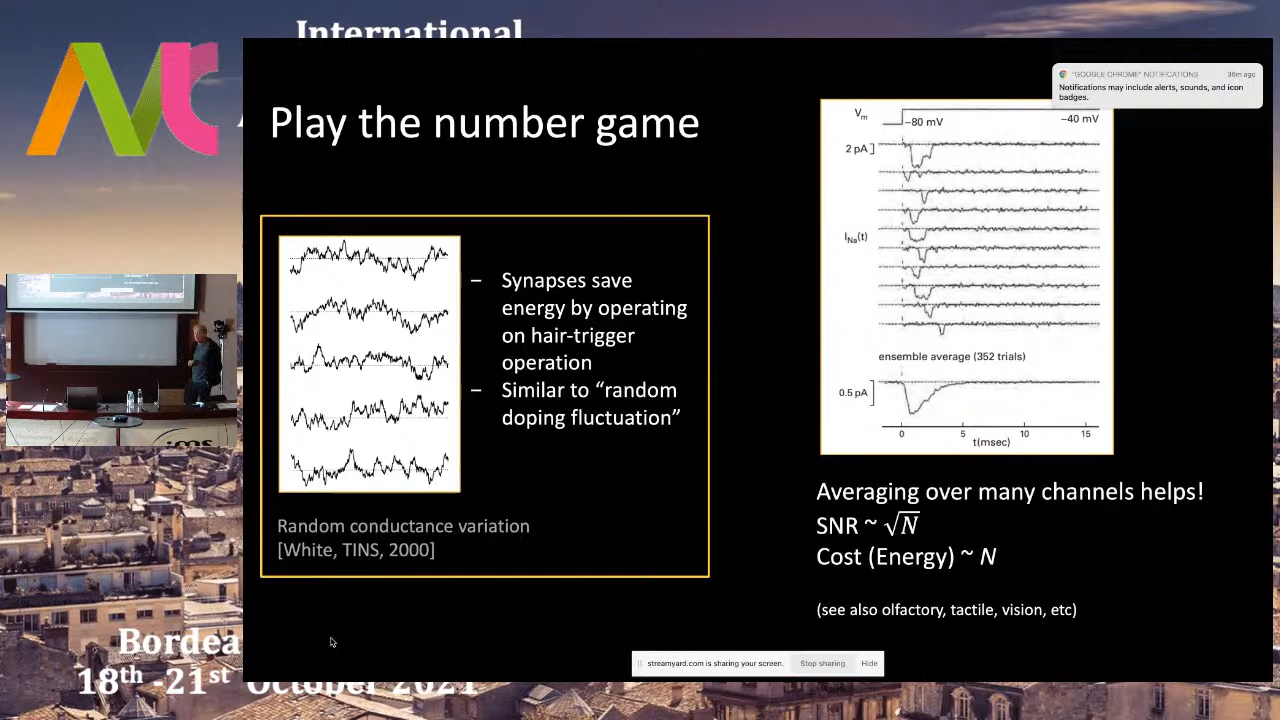 International
"GOOGLE CHROME" NOTIFICATIONS
36m ago
Notifications may include alerts, sounds, and icon
badges.
Play the number game
Vm
-80 mV
-40 mV
2 pA
INa(t)
ensemble average (352 trials)
0.5 pA
0
5
10
15
t(msec)
– Synapses save
energy by operating
on hair-trigger
operation
– Similar to “random
doping fluctuation”
Random conductance variation
[White, TINS, 2000]
Averaging over many channels helps!
SNR ~ √N
Cost (Energy) ~ N
(see also olfactory, tactile, vision, etc)
ims
Bordea
18th -21st October 2021
streamyard.com is sharing your screen.
Stop sharing
Hide